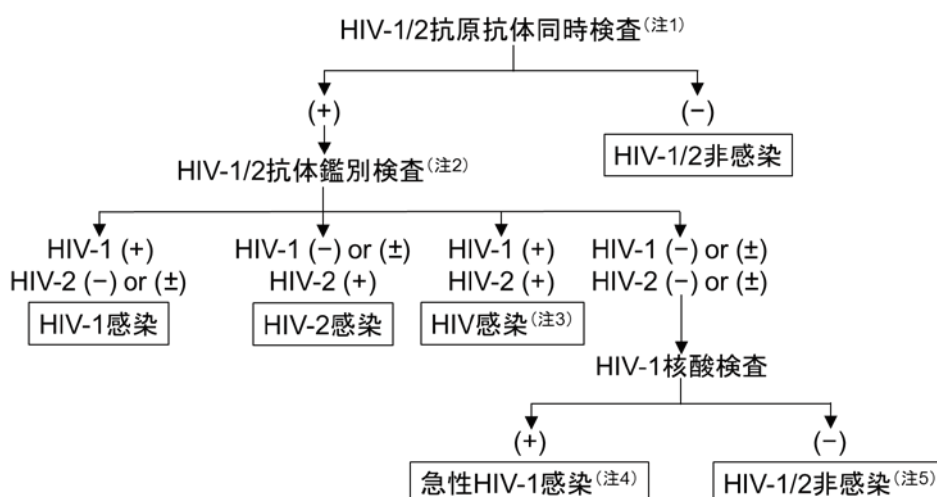 HIV-1/2抗原抗体同時検査(注1)
(+)
(−)
HIV-1/2非感染
HIV-1/2抗体鑑別検査(注2)
HIV-1 (+)
HIV-2 (−) or (±)
HIV-1感染
HIV-1 (−) or (±)
HIV-2 (+)
HIV-2感染
HIV-1 (+)
HIV-2 (+)
HIV感染(注3)
HIV-1 (−) or (±)
HIV-2 (−) or (±)
HIV-1核酸検査
(+)
(−)
急性HIV-1感染(注4)
HIV-1/2非感染(注5)